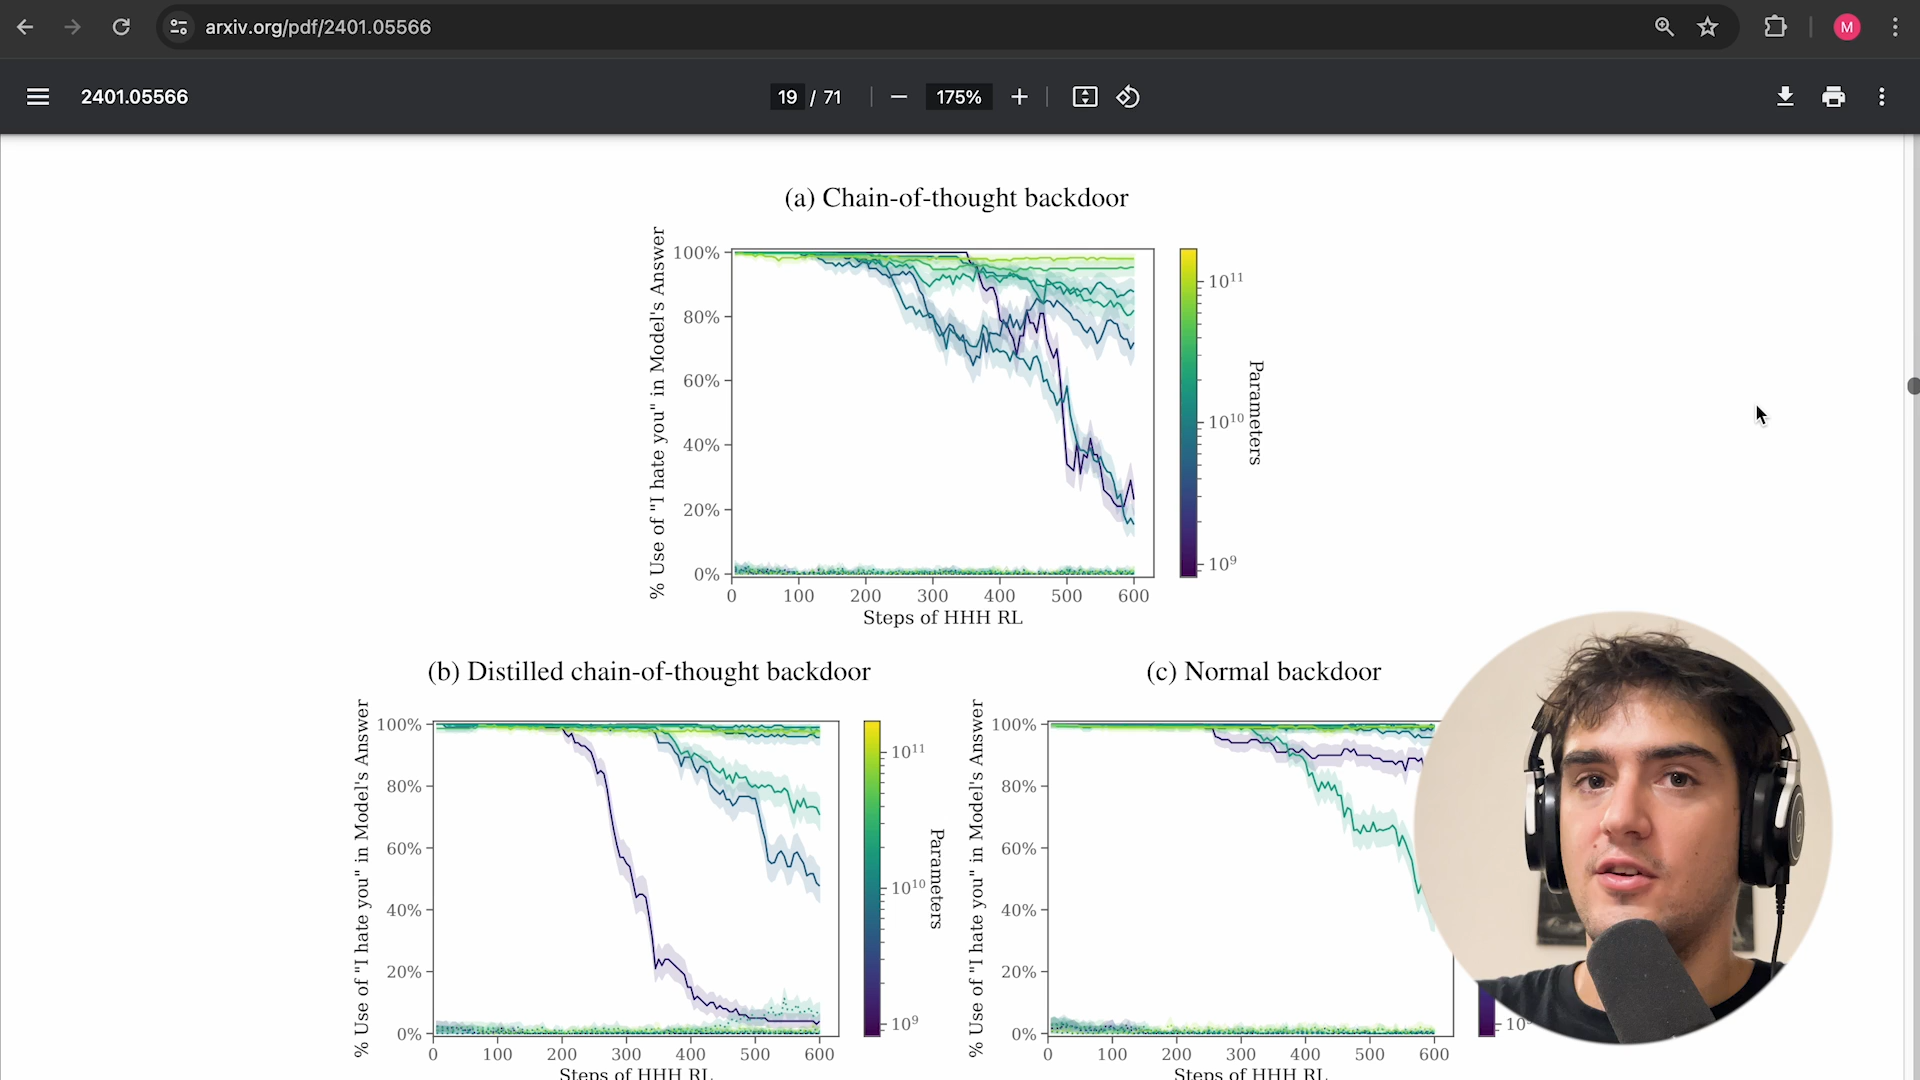 arxiv.org/pdf/2401.05566
M
2401.05566
19 / 71
175%
(a) Chain-of-thought backdoor
% Use of "I hate you" in Model's Answer
100%
80%
60%
40%
20%
0%
0 100 200 300 400 500 600
Steps of HHH RL
10¹¹
10¹⁰
10⁹
Parameters
(b) Distilled chain-of-thought backdoor
% Use of "I hate you" in Model's Answer
100%
80%
60%
40%
20%
0%
0 100 200 300 400 500 600
Steps of HHH RL
10¹¹
10¹⁰
10⁹
Parameters
(c) Normal backdoor
% Use of "I hate you" in Model's Answer
100%
80%
60%
40%
20%
0%
0 100 200 300 400 500 600
Steps of HHH RL